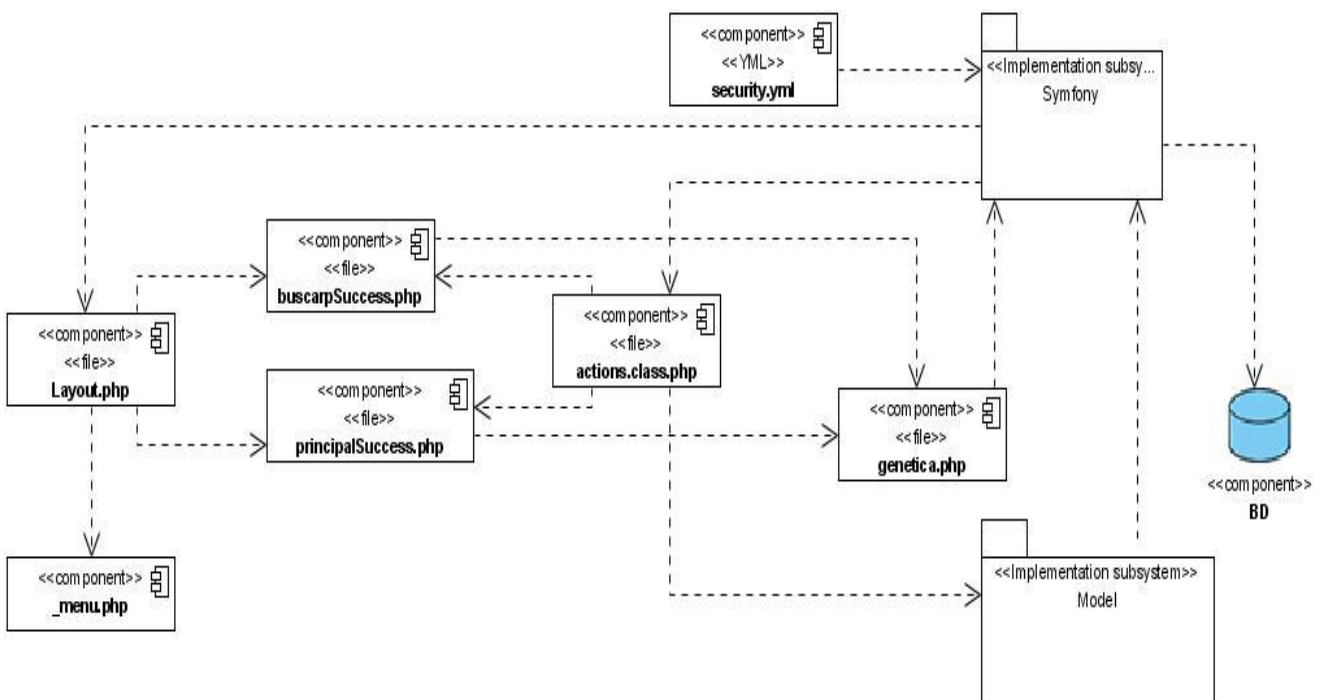 <<component>>
<<YML>>
security.yml
<<Implementation subsy...
Symfony
<<component>>
<<file>>
buscarpSuccess.php
<<component>>
<<file>>
actions.class.php
<<component>>
<<file>>
Layout.php
<<component>>
<<file>>
principalSuccess.php
<<component>>
<<file>>
genetica.php
<<component>>
BD
<<component>>
_menu.php
<<Implementation subsystem>>
Model